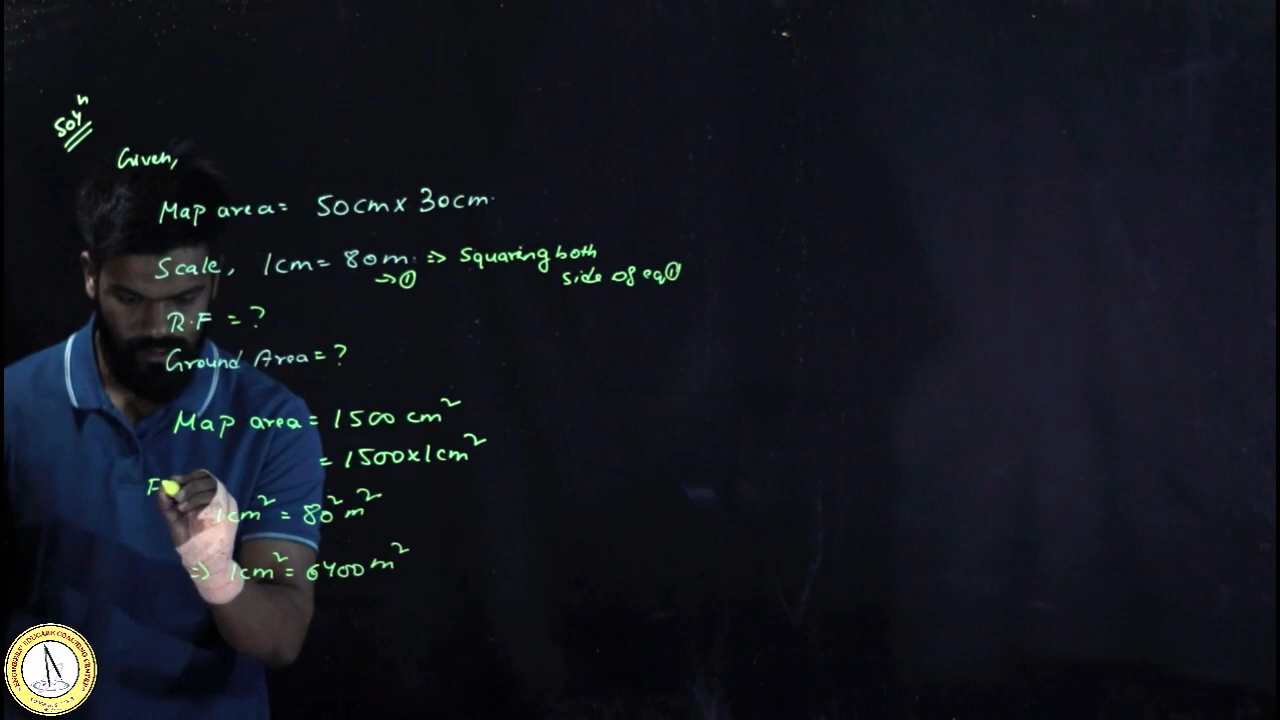 Solⁿ
Given,
Map area = 50cm x 30cm.
Scale, 1cm = 80m. => Squaring both
→① side of eq①
R.F = ?
Ground Area = ?
Map area = 1500 cm²
= 1500x1cm²
F
1cm² = 80² m²
=> 1cm² = 6400 m²